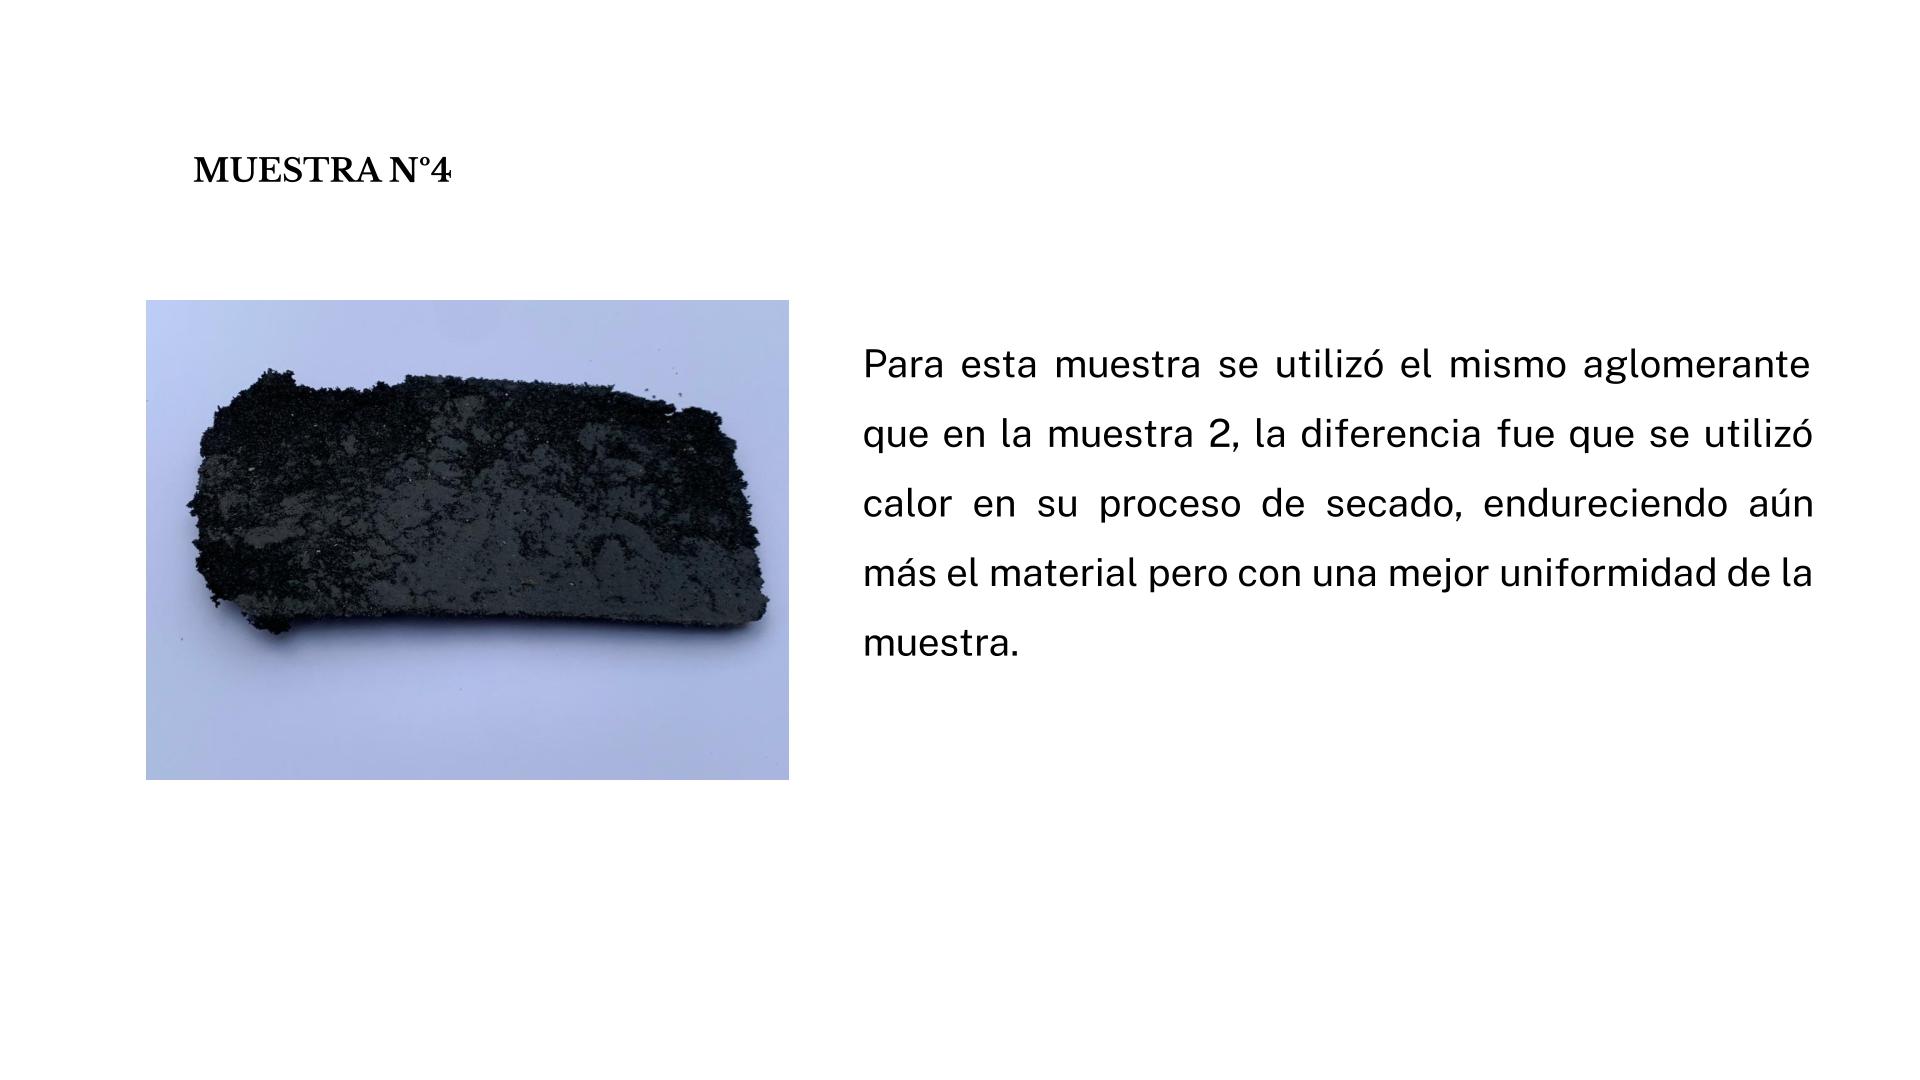 MUESTRA N°4
Para esta muestra se utilizó el mismo aglomerante
que en la muestra 2, la diferencia fue que se utilizó
calor en su proceso de secado, endureciendo aún
más el material pero con una mejor uniformidad de la
muestra.